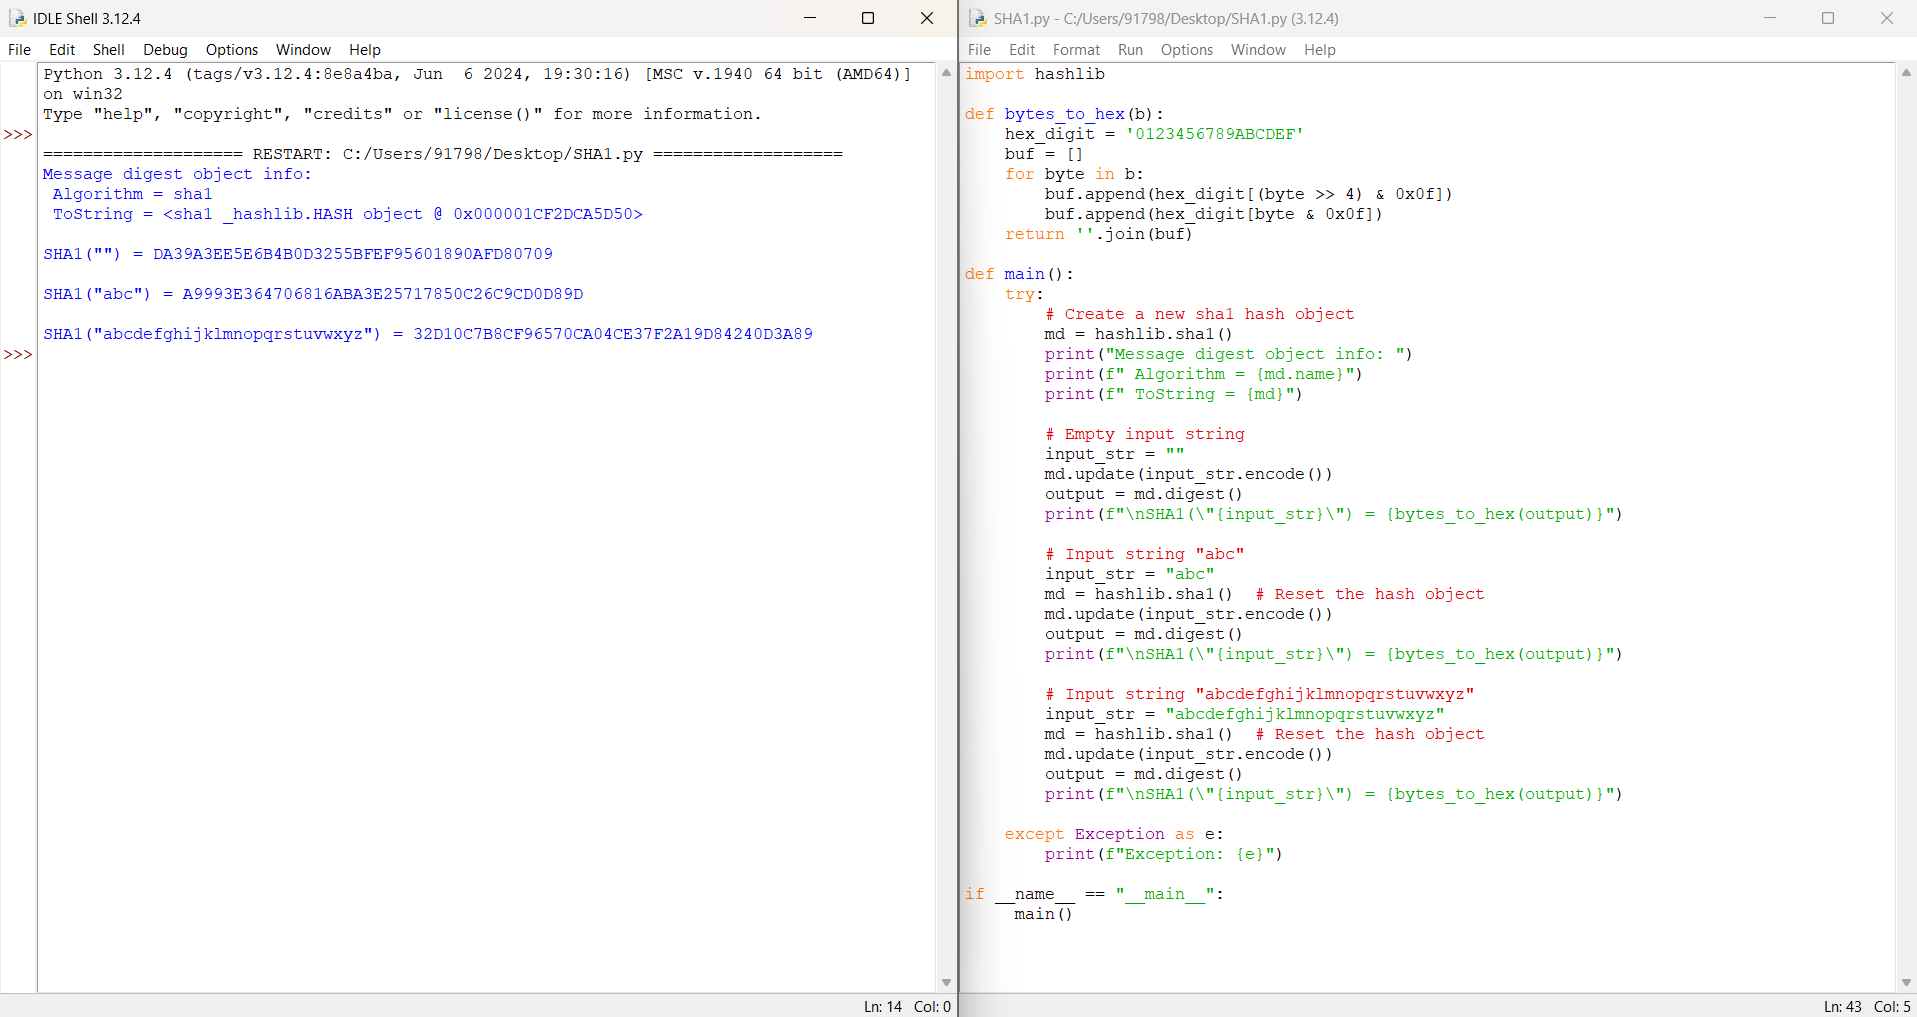 IDLE Shell 3.12.4
File Edit Shell Debug Options Window Help
Python 3.12.4 (tags/v3.12.4:8e8a4ba, Jun  6 2024, 19:30:16) [MSC v.1940 64 bit (AMD64)]
on win32
Type "help", "copyright", "credits" or "license()" for more information.
>>>
==================== RESTART: C:/Users/91798/Desktop/SHA1.py ===================
Message digest object info:
 Algorithm = sha1
 ToString = <sha1 _hashlib.HASH object @ 0x000001CF2DCA5D50>
SHA1("") = DA39A3EE5E6B4B0D3255BFEF95601890AFD80709
SHA1("abc") = A9993E364706816ABA3E25717850C26C9CD0D89D
SHA1("abcdefghijklmnopqrstuvwxyz") = 32D10C7B8CF96570CA04CE37F2A19D84240D3A89
>>>
Ln: 14 Col: 0
SHA1.py - C:/Users/91798/Desktop/SHA1.py (3.12.4)
File Edit Format Run Options Window Help
import hashlib
def bytes_to_hex(b):
    hex_digit = '0123456789ABCDEF'
    buf = []
    for byte in b:
        buf.append(hex_digit[(byte >> 4) & 0x0f])
        buf.append(hex_digit[byte & 0x0f])
    return ''.join(buf)
def main():
    try:
        # Create a new sha1 hash object
        md = hashlib.sha1()
        print("Message digest object info: ")
        print(f" Algorithm = {md.name}")
        print(f" ToString = {md}")
        # Empty input string
        input_str = ""
        md.update(input_str.encode())
        output = md.digest()
        print(f"\nSHA1(\"{input_str}\") = {bytes_to_hex(output)}")
        # Input string "abc"
        input_str = "abc"
        md = hashlib.sha1()  # Reset the hash object
        md.update(input_str.encode())
        output = md.digest()
        print(f"\nSHA1(\"{input_str}\") = {bytes_to_hex(output)}")
        # Input string "abcdefghijklmnopqrstuvwxyz"
        input_str = "abcdefghijklmnopqrstuvwxyz"
        md = hashlib.sha1()  # Reset the hash object
        md.update(input_str.encode())
        output = md.digest()
        print(f"\nSHA1(\"{input_str}\") = {bytes_to_hex(output)}")
    except Exception as e:
        print(f"Exception: {e}")
if __name__ == "__main__":
     main()
Ln: 43 Col: 5